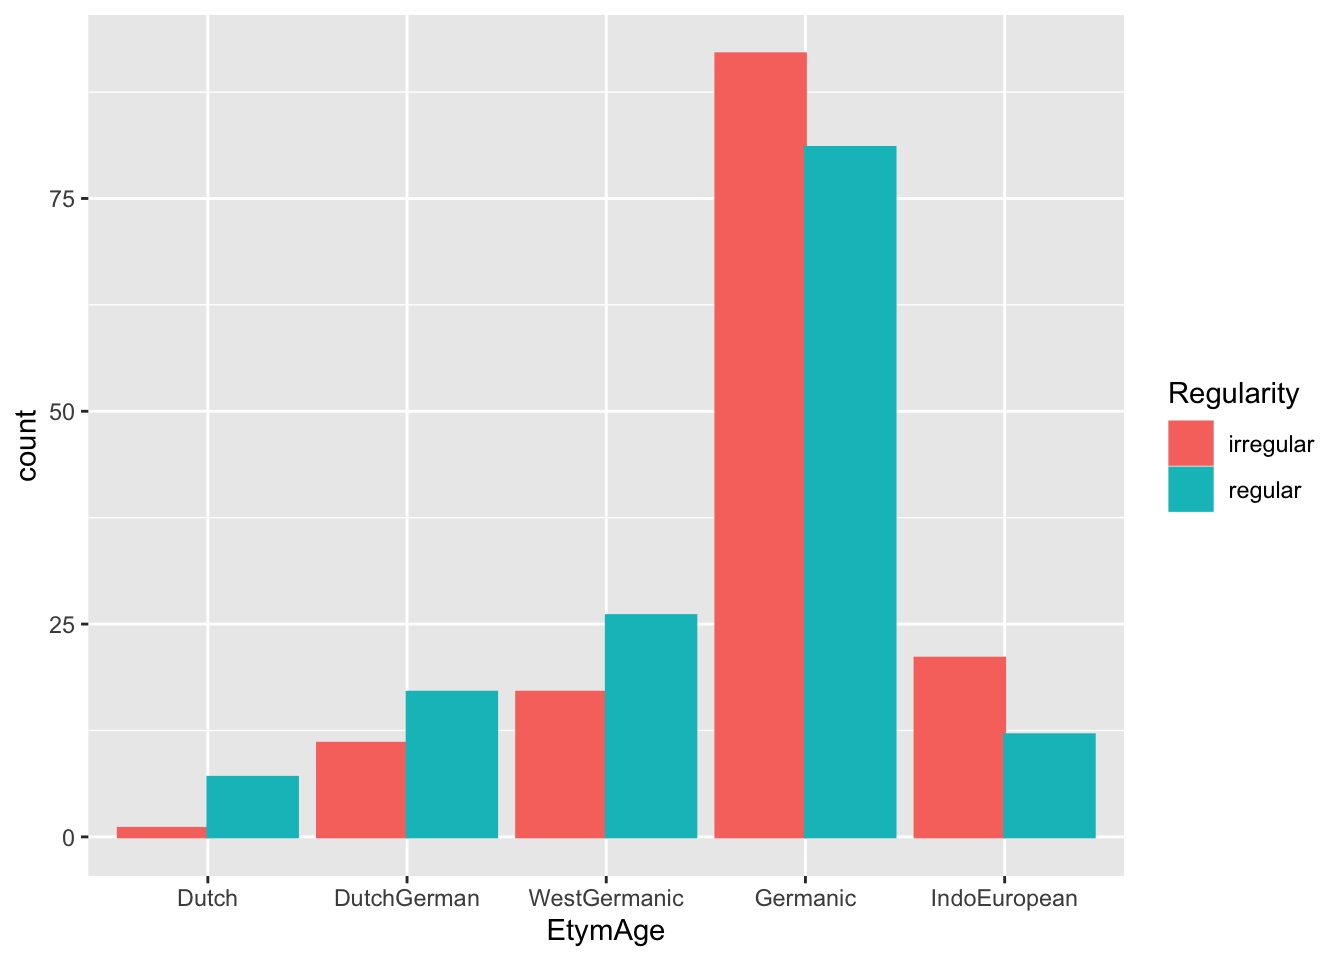 count
75
50
25
0
Dutch
DutchGerman
WestGermanic
Germanic
IndoEuropean
EtymAge
Regularity
irregular
regular